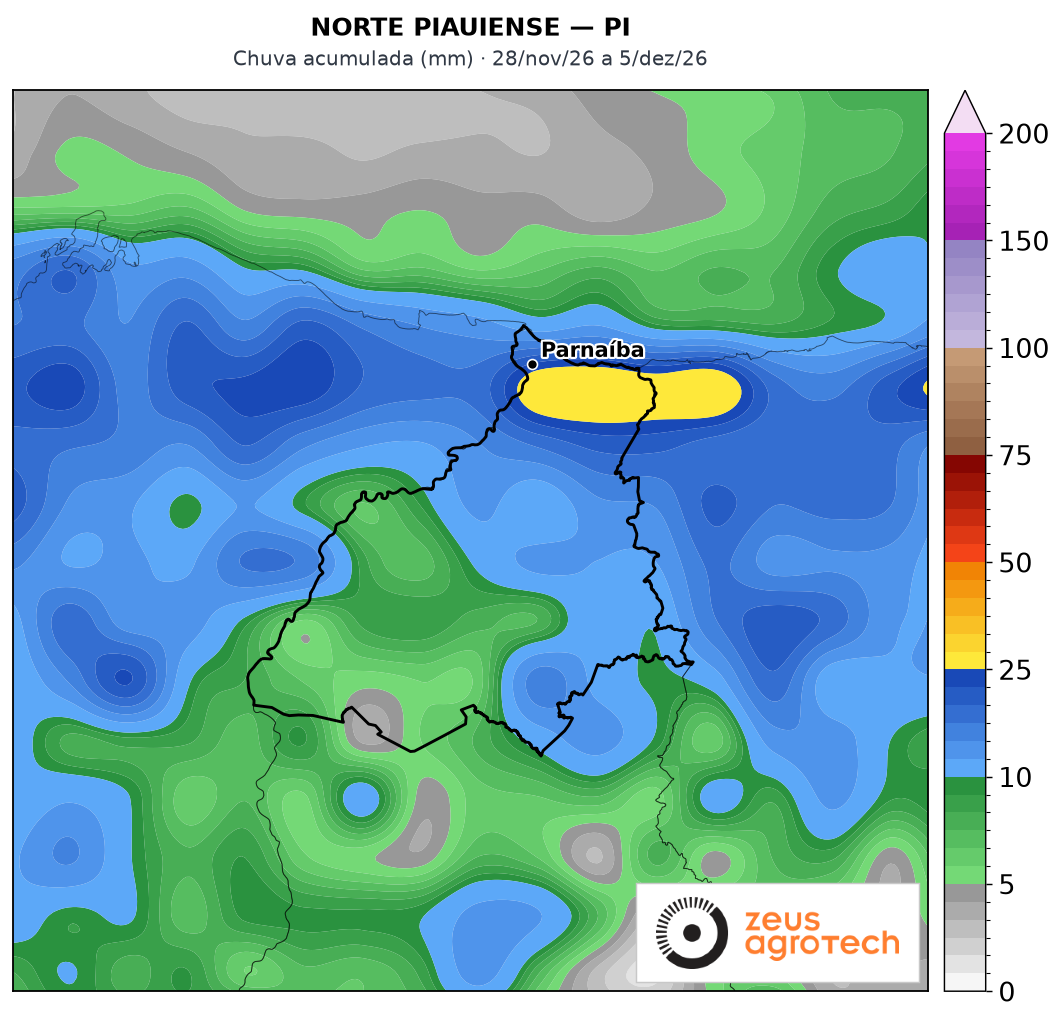 NORTE PIAUIENSE — PI
Chuva acumulada (mm) · 28/nov/26 a 5/dez/26
Parnaíba
200
150
100
75
50
25
10
5
0
zeus
agrotech